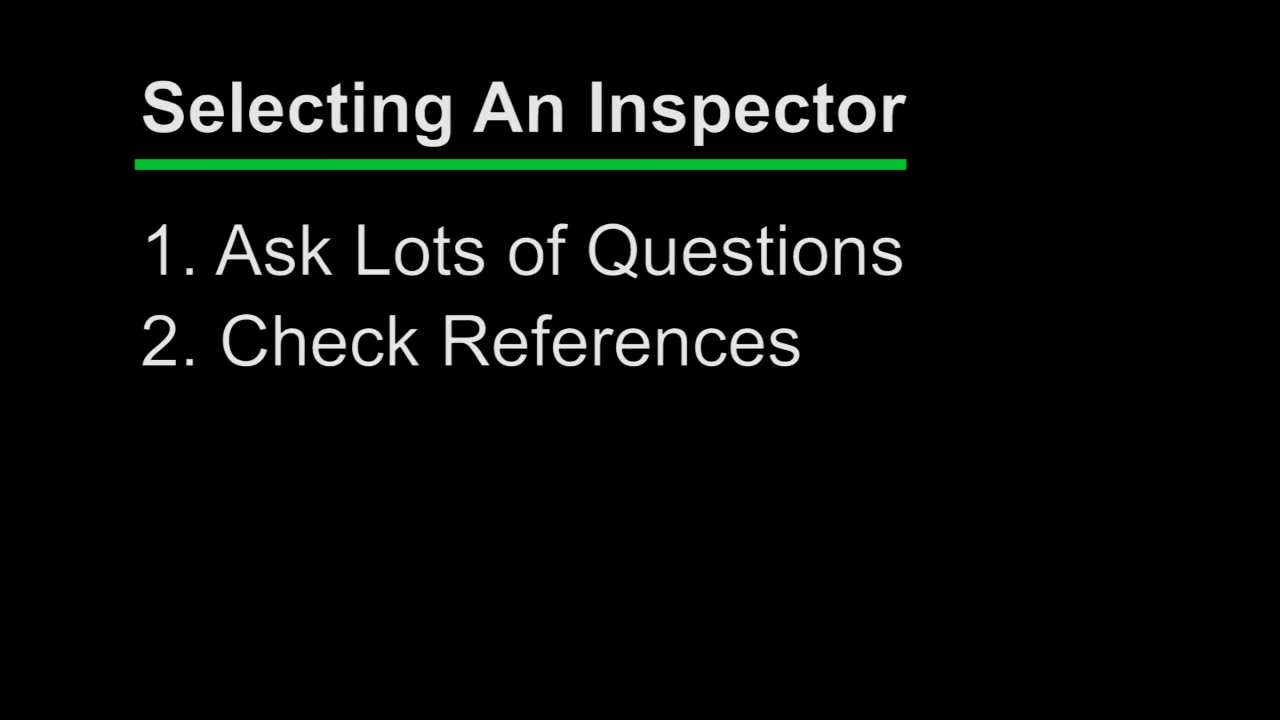 Selecting An Inspector
1. Ask Lots of Questions
2. Check References